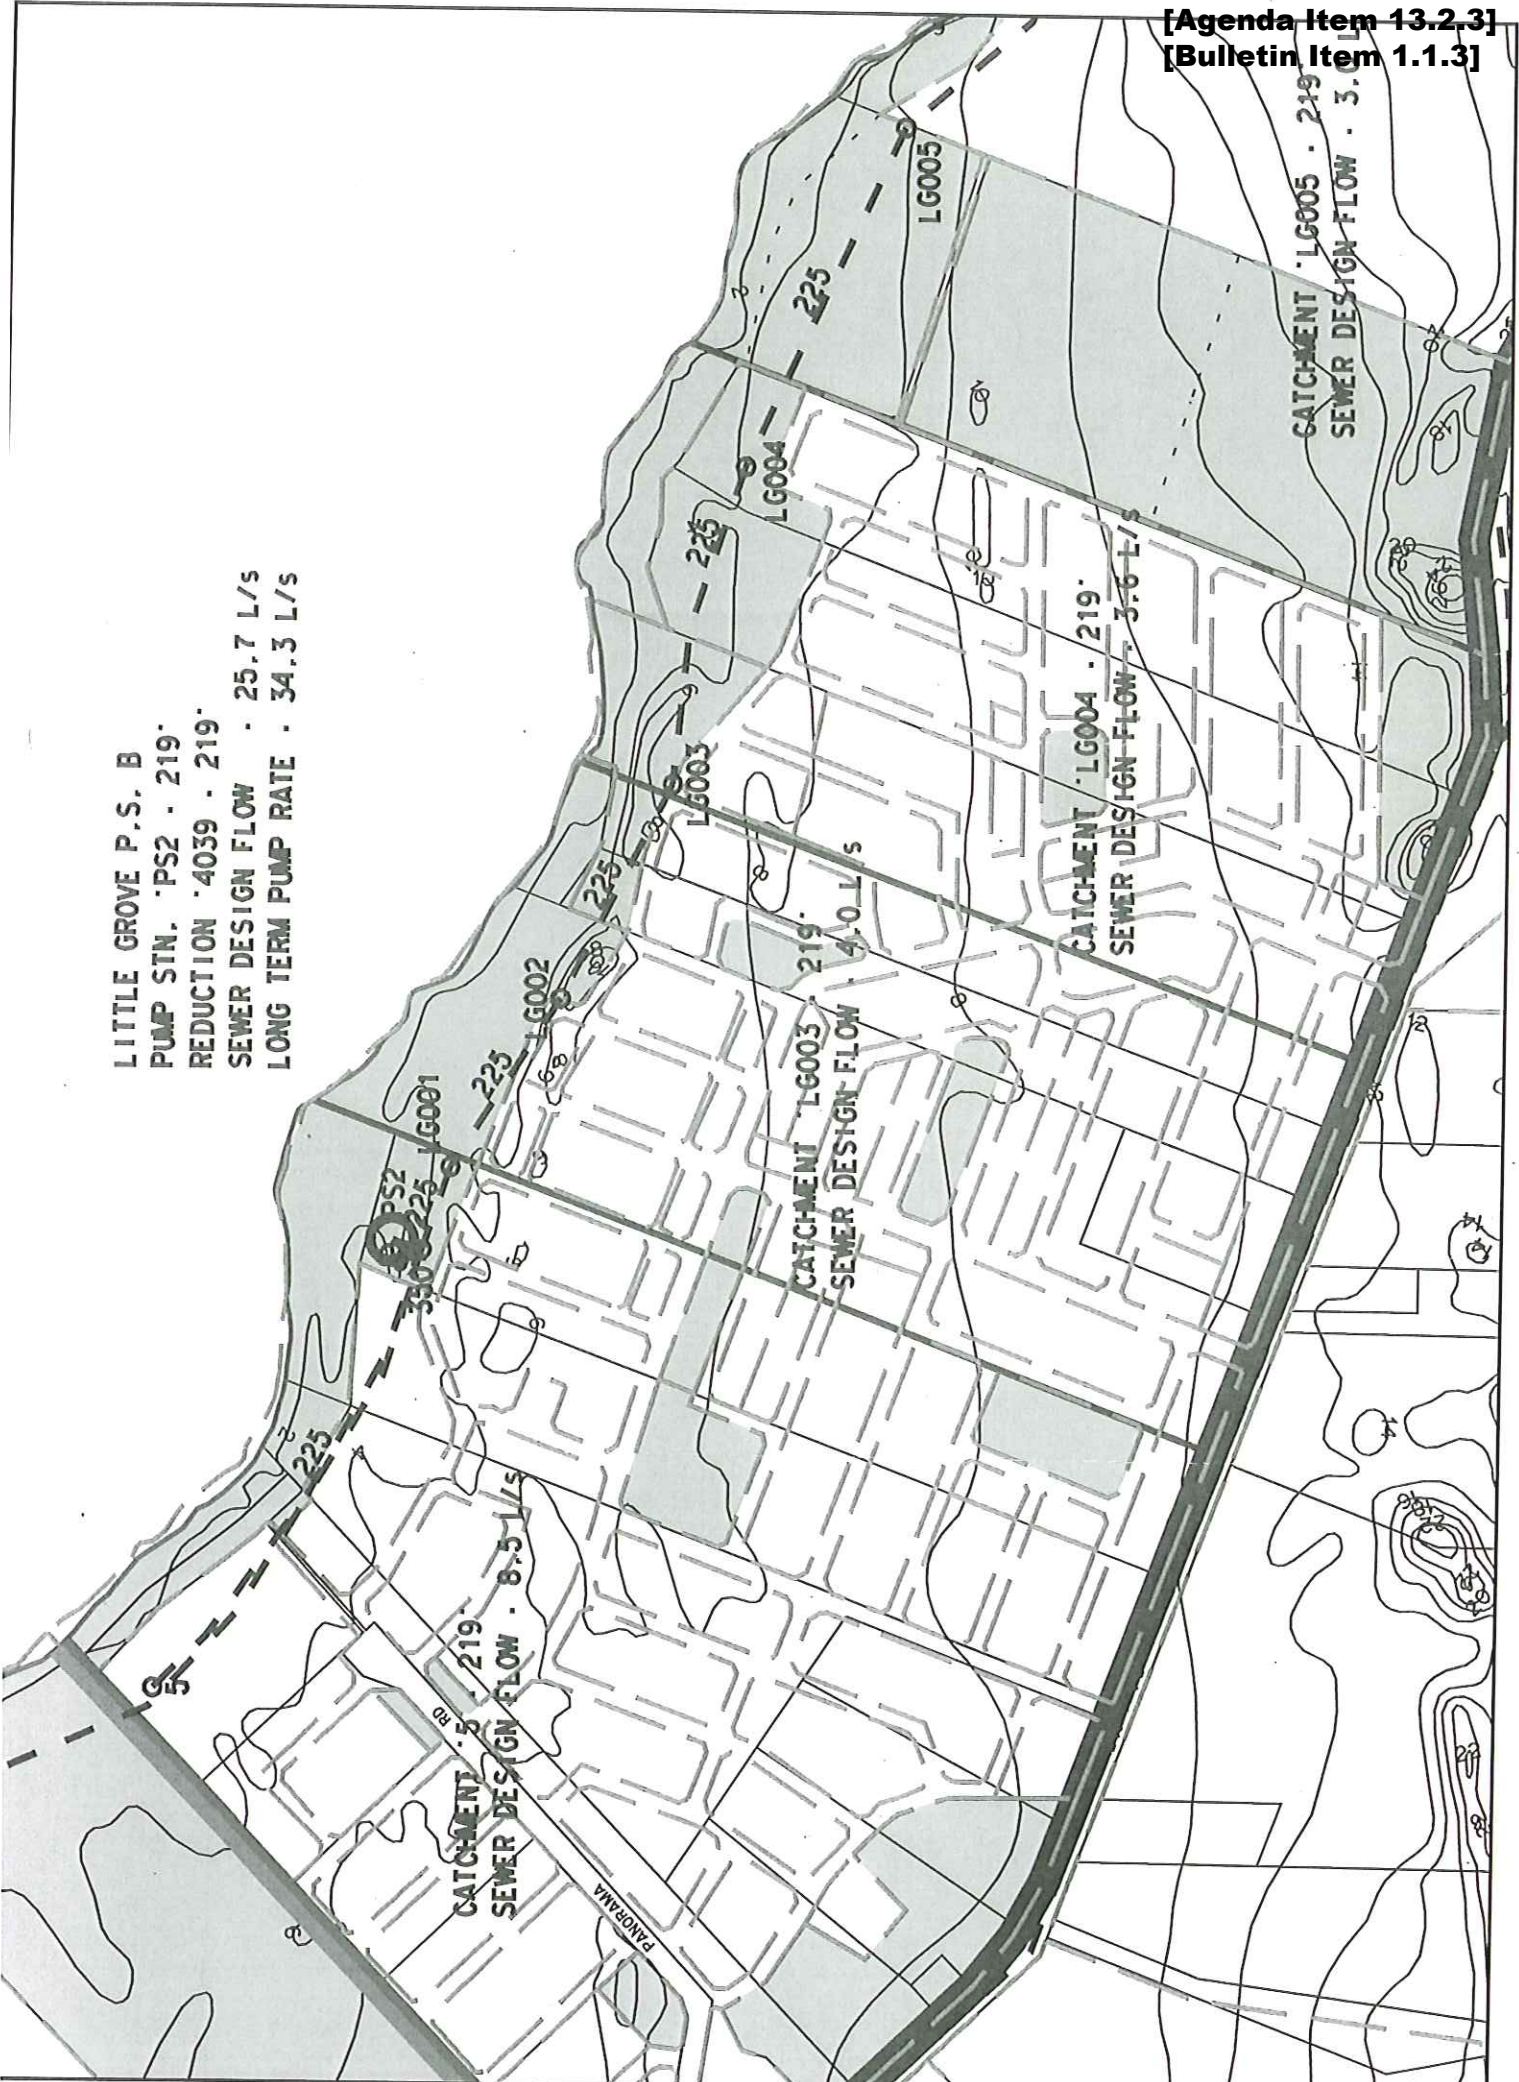 [Agenda Item 13.2.3]
[Bulletin Item 1.1.3]
LITTLE GROVE P.S. B
PUMP STN. "PS2 - 219"
REDUCTION "4039 - 219"
SEWER DESIGN FLOW - 25.7 L/s
LONG TERM PUMP RATE - 34.3 L/s
CATCHMENT "LG005 - 219"
SEWER DESIGN FLOW - 3.0 L
LG005
225
LG004
225
CATCHMENT "LG004 - 219"
SEWER DESIGN FLOW - 3.6 L/s
LG003
225
LG002
CATCHMENT "LG003 - 219"
SEWER DESIGN FLOW - 4.0 L s
225
LG001
PS2
225
225
5
CATCHMENT "5 - 219"
SEWER DESIGN FLOW - 8.5 L/s
PANORAMA RD